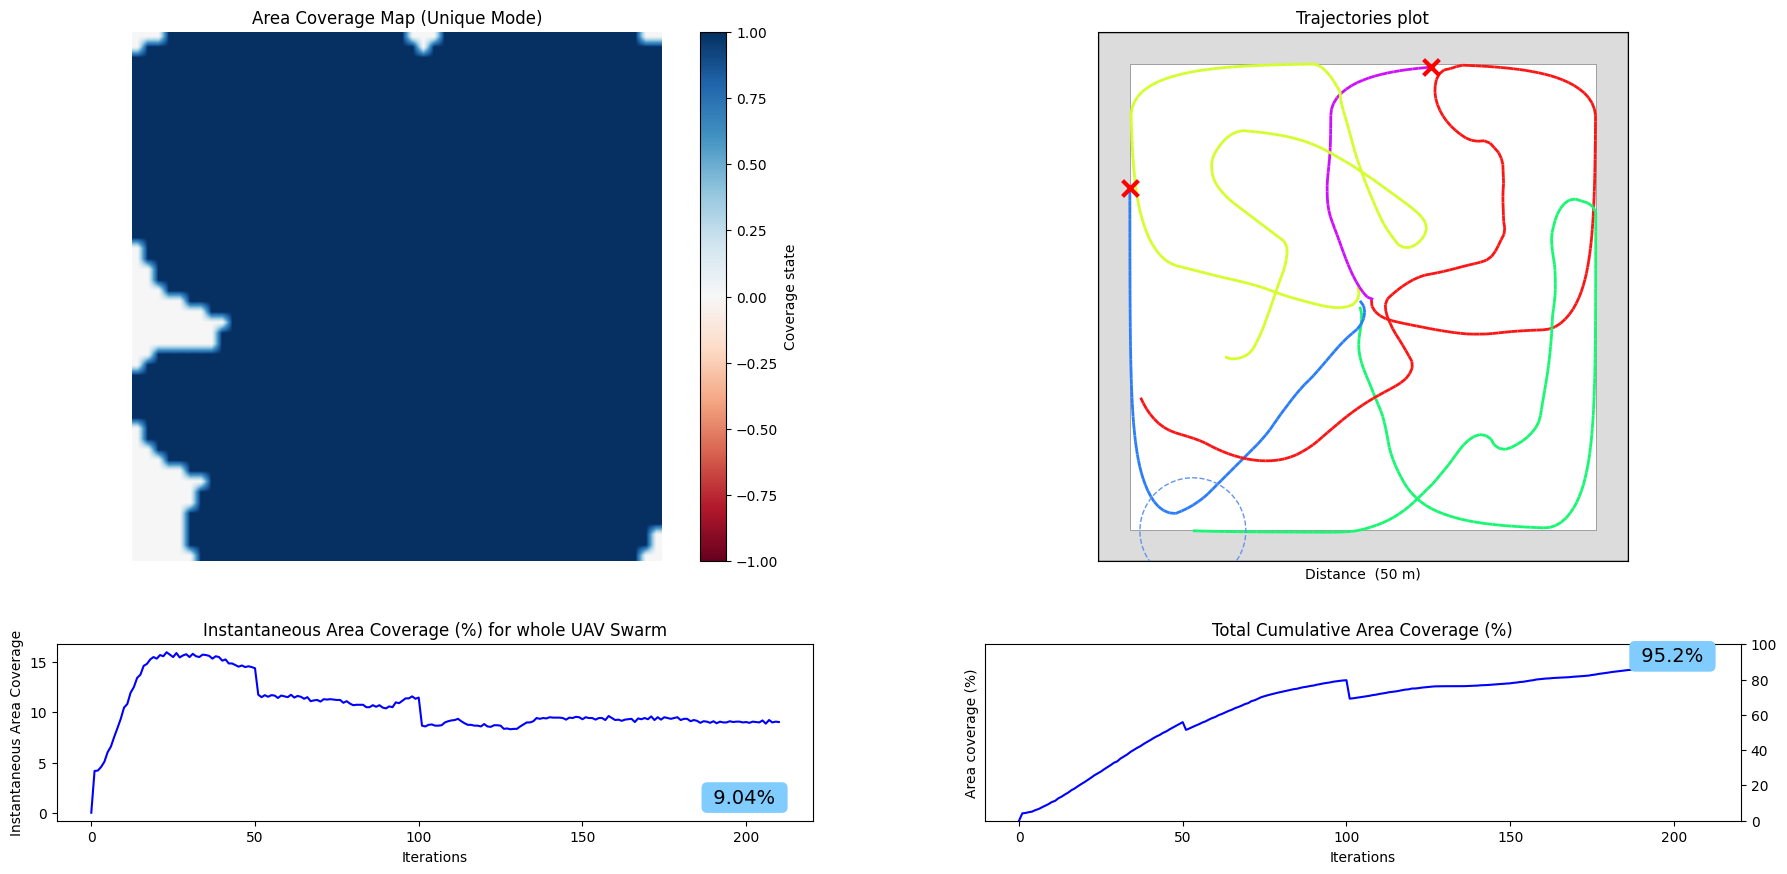 Area Coverage Map (Unique Mode)
1.00
0.75
0.50
0.25
0.00
−0.25
−0.50
−0.75
−1.00
Coverage state
Trajectories plot
Distance  (50 m)
Instantaneous Area Coverage (%) for whole UAV Swarm
Instantaneous Area Coverage
15
10
5
0
9.04%
0 50 100 150 200
Iterations
Total Cumulative Area Coverage (%)
Area coverage (%)
95.2%
100
80
60
40
20
0
0 50 100 150 200
Iterations